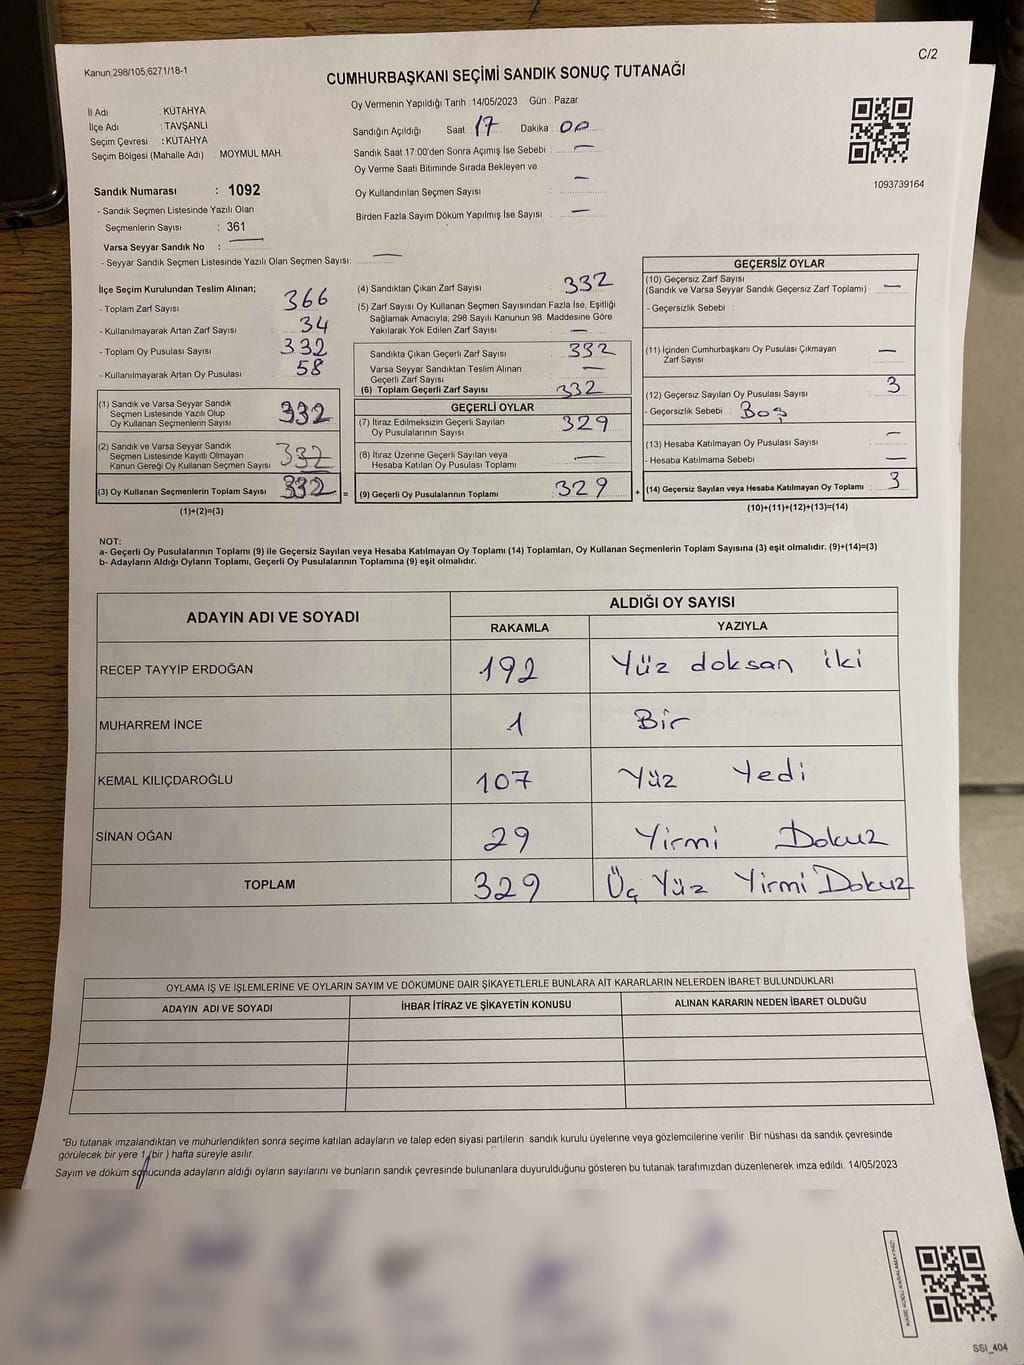 C/2
Kanun;298/105,6271/18-1
CUMHURBAŞKANI SEÇİMİ SANDIK SONUÇ TUTANAĞI
İl Adı : KÜTAHYA
İlçe Adı : TAVŞANLI
Seçim Çevresi : KÜTAHYA
Seçim Bölgesi (Mahalle Adı) : MOYMUL MAH.
Sandık Numarası : 1092
- Sandık Seçmen Listesinde Yazılı Olan
Seçmenlerin Sayısı : 361
Varsa Seyyar Sandık No : —
- Seyyar Sandık Seçmen Listesinde Yazılı Olan Seçmen Sayısı: —
Oy Vermenin Yapıldığı Tarih : 14/05/2023 Gün : Pazar
Sandığın Açıldığı Saat : 17 Dakika : 00
Sandık Saat 17:00'den Sonra Açımış İse Sebebi : —
Oy Verme Saati Bitiminde Sırada Bekleyen ve
Oy Kullandırılan Seçmen Sayısı : —
Birden Fazla Sayım Döküm Yapılmış İse Sayısı : —
1093739164
İlçe Seçim Kurulundan Teslim Alınan;
- Toplam Zarf Sayısı : 366
- Kullanılmayarak Artan Zarf Sayısı : 34
- Toplam Oy Pusulası Sayısı : 332
- Kullanılmayarak Artan Oy Pusulası : 58
(1) Sandık ve Varsa Seyyar Sandık
Seçmen Listesinde Yazılı Olup
Oy Kullanan Seçmenlerin Sayısı 332
(2) Sandık ve Varsa Seyyar Sandık
Seçmen Listesinde Kayıtlı Olmayan
Kanun Gereği Oy Kullanan Seçmen Sayısı 332
(3) Oy Kullanan Seçmenlerin Toplam Sayısı 332 =
(1)+(2)=(3)
(4) Sandıktan Çıkan Zarf Sayısı : 332
(5) Zarf Sayısı Oy Kullanan Seçmen Sayısından Fazla İse, Eşitliği
Sağlamak Amacıyla, 298 Sayılı Kanunun 98. Maddesine Göre
Yakılarak Yok Edilen Zarf Sayısı : —
Sandıkta Çıkan Geçerli Zarf Sayısı : 332
Varsa Seyyar Sandıktan Teslim Alınan
Geçerli Zarf Sayısı : —
(6) Toplam Geçerli Zarf Sayısı : 332
GEÇERLİ OYLAR
(7) İtiraz Edilmeksizin Geçerli Sayılan
Oy Pusulalarının Sayısı : 329
(8) İtiraz Üzerine Geçerli Sayılan veya
Hesaba Katılan Oy Pusulası Toplamı : —
(9) Geçerli Oy Pusulalarının Toplamı : 329 +
GEÇERSİZ OYLAR
(10) Geçersiz Zarf Sayısı
(Sandık ve Varsa Seyyar Sandık Geçersiz Zarf Toplamı) : —
- Geçersizlik Sebebi :
(11) İçinden Cumhurbaşkanı Oy Pusulası Çıkmayan
Zarf Sayısı : —
(12) Geçersiz Sayılan Oy Pusulası Sayısı : 3
- Geçersizlik Sebebi : Boş
(13) Hesaba Katılmayan Oy Pusulası Sayısı : —
- Hesaba Katılmama Sebebi : —
(14) Geçersiz Sayılan veya Hesaba Katılmayan Oy Toplamı : 3
(10)+(11)+(12)+(13)=(14)
NOT:
a- Geçerli Oy Pusulalarının Toplamı (9) ile Geçersiz Sayılan veya Hesaba Katılmayan Oy Toplamı (14) Toplamları, Oy Kullanan Seçmenlerin Toplam Sayısına (3) eşit olmalıdır. (9)+(14)=(3)
b- Adayların Aldığı Oyların Toplamı, Geçerli Oy Pusulalarının Toplamına (9) eşit olmalıdır.
ADAYIN ADI VE SOYADI ALDIĞI OY SAYISI
RAKAMLA YAZIYLA
RECEP TAYYİP ERDOĞAN 192 Yüz doksan iki
MUHARREM İNCE 1 Bir
KEMAL KILIÇDAROĞLU 107 Yüz Yedi
SİNAN OĞAN 29 Yirmi Dokuz
TOPLAM 329 Üç Yüz Yirmi Dokuz
OYLAMA İŞ VE İŞLEMLERİNE VE OYLARIN SAYIM VE DÖKÜMÜNE DAİR ŞİKAYETLERLE BUNLARA AİT KARARLARIN NELERDEN İBARET BULUNDUKLARI
ADAYIN ADI VE SOYADI İHBAR İTİRAZ VE ŞİKAYETİN KONUSU ALINAN KARARIN NEDEN İBARET OLDUĞU
*Bu tutanak imzalandıktan ve mühürlendikten sonra seçime katılan adayların ve talep eden siyasi partilerin sandık kurulu üyelerine veya gözlemcilerine verilir .Bir nüshası da sandık çevresinde
görülecek bir yere 1 (bir ) hafta süreyle asılır.
Sayım ve döküm sonucunda adayların aldığı oyların sayılarını ve bunların sandık çevresinde bulunanlara duyurulduğunu gösteren bu tutanak tarafımızdan düzenlenerek imza edildi. 14/05/2023
KARE KODU KARALAMAYINIZ!
SSI_404